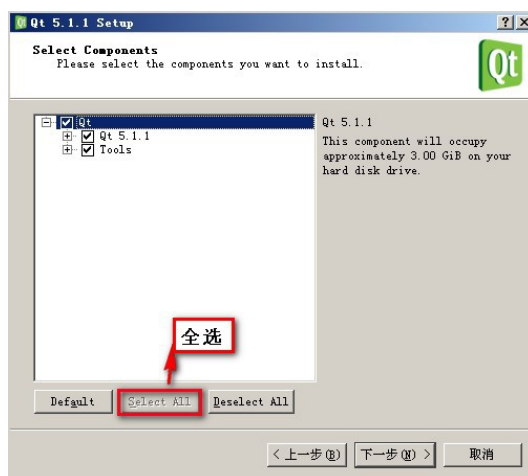 Qt 5.1.1 Setup
Select Components
Please select the components you want to install.
Qt
Qt
Qt 5.1.1
Tools
Qt 5.1.1
This component will occupy
approximately 3.00 GiB on your
hard disk drive.
全选
Default
Select All
Deselect All
< 上一步(B)
下一步(N) >
取消